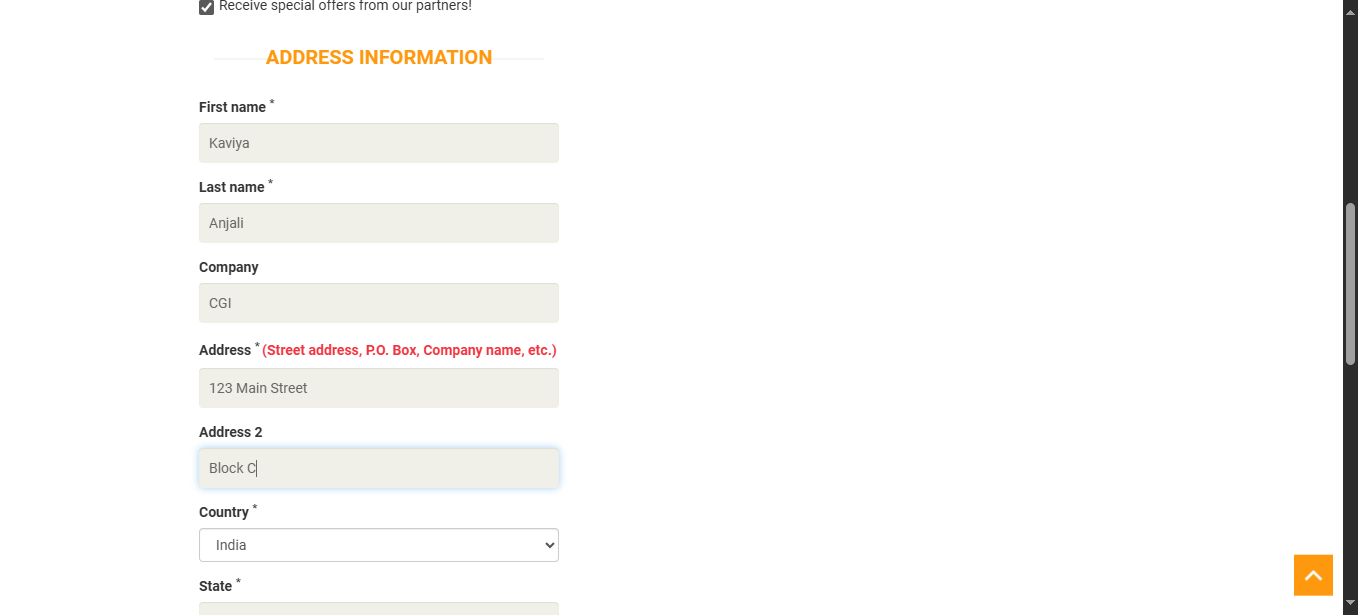 Receive special offers from our partners!
ADDRESS INFORMATION
First name *
Kaviya
Last name *
Anjali
Company
CGI
Address * (Street address, P.O. Box, Company name, etc.)
123 Main Street
Address 2
Block C
Country *
India
State *